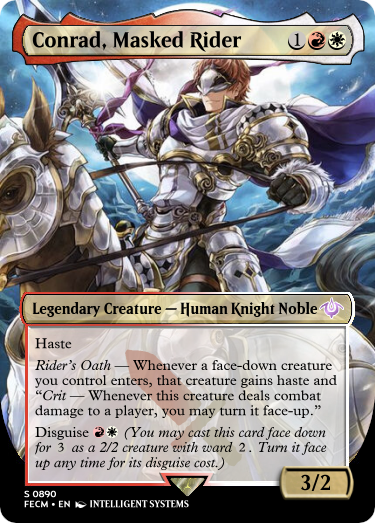 Conrad, Masked Rider 1
Legendary Creature — Human Knight Noble
Haste
Rider's Oath — Whenever a face-down creature
you control enters, that creature gains haste and
“Crit — Whenever this creature deals combat
damage to a player, you may turn it face-up.”
Disguise (You may cast this card face down
for 3 as a 2/2 creature with ward 2. Turn it face
up any time for its disguise cost.)
3/2
S 0890
FECM • EN INTELLIGENT SYSTEMS